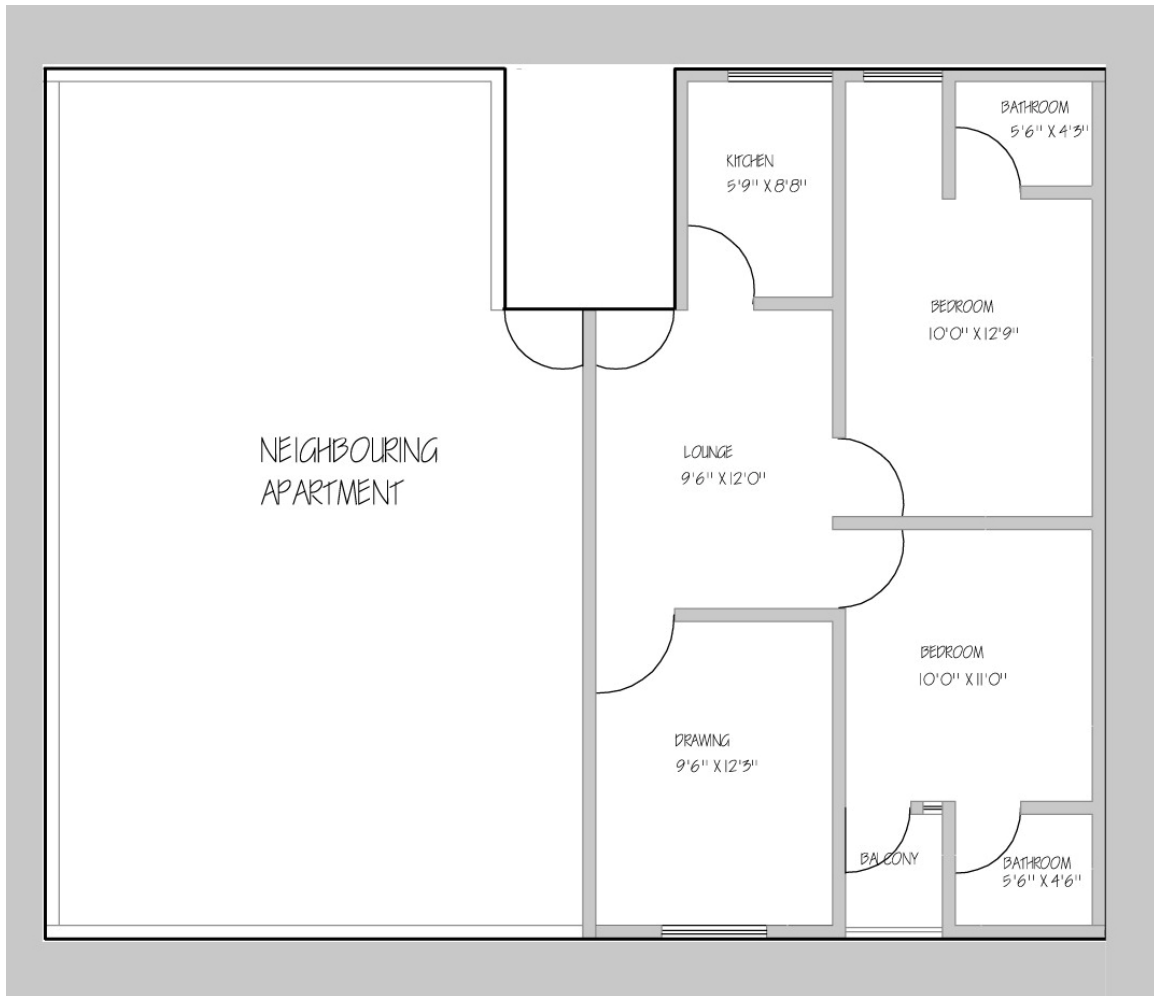 BATHROOM
5'6" X 4'3"
KITCHEN
5'9" X 8'8"
BEDROOM
10'0" X 12'9"
NEIGHBOURING
APARTMENT
LOUNGE
9'6" X 12'0"
BEDROOM
10'0" X 11'0"
DRAWING
9'6" X 12'3"
BALCONY
BATHROOM
5'6" X 4'6"